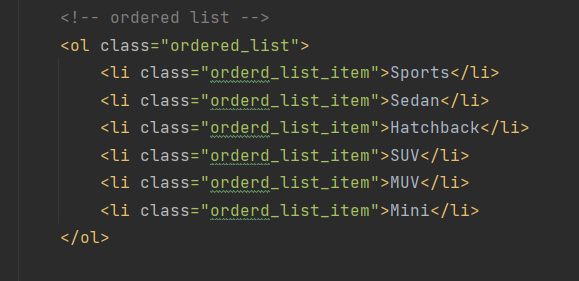 <!-- ordered list -->
<ol class="ordered_list">
<li class="orderd_list_item">Sports</li>
<li class="orderd_list_item">Sedan</li>
<li class="orderd_list_item">Hatchback</li>
<li class="orderd_list_item">SUV</li>
<li class="orderd_list_item">MUV</li>
<li class="orderd_list_item">Mini</li>
</ol>